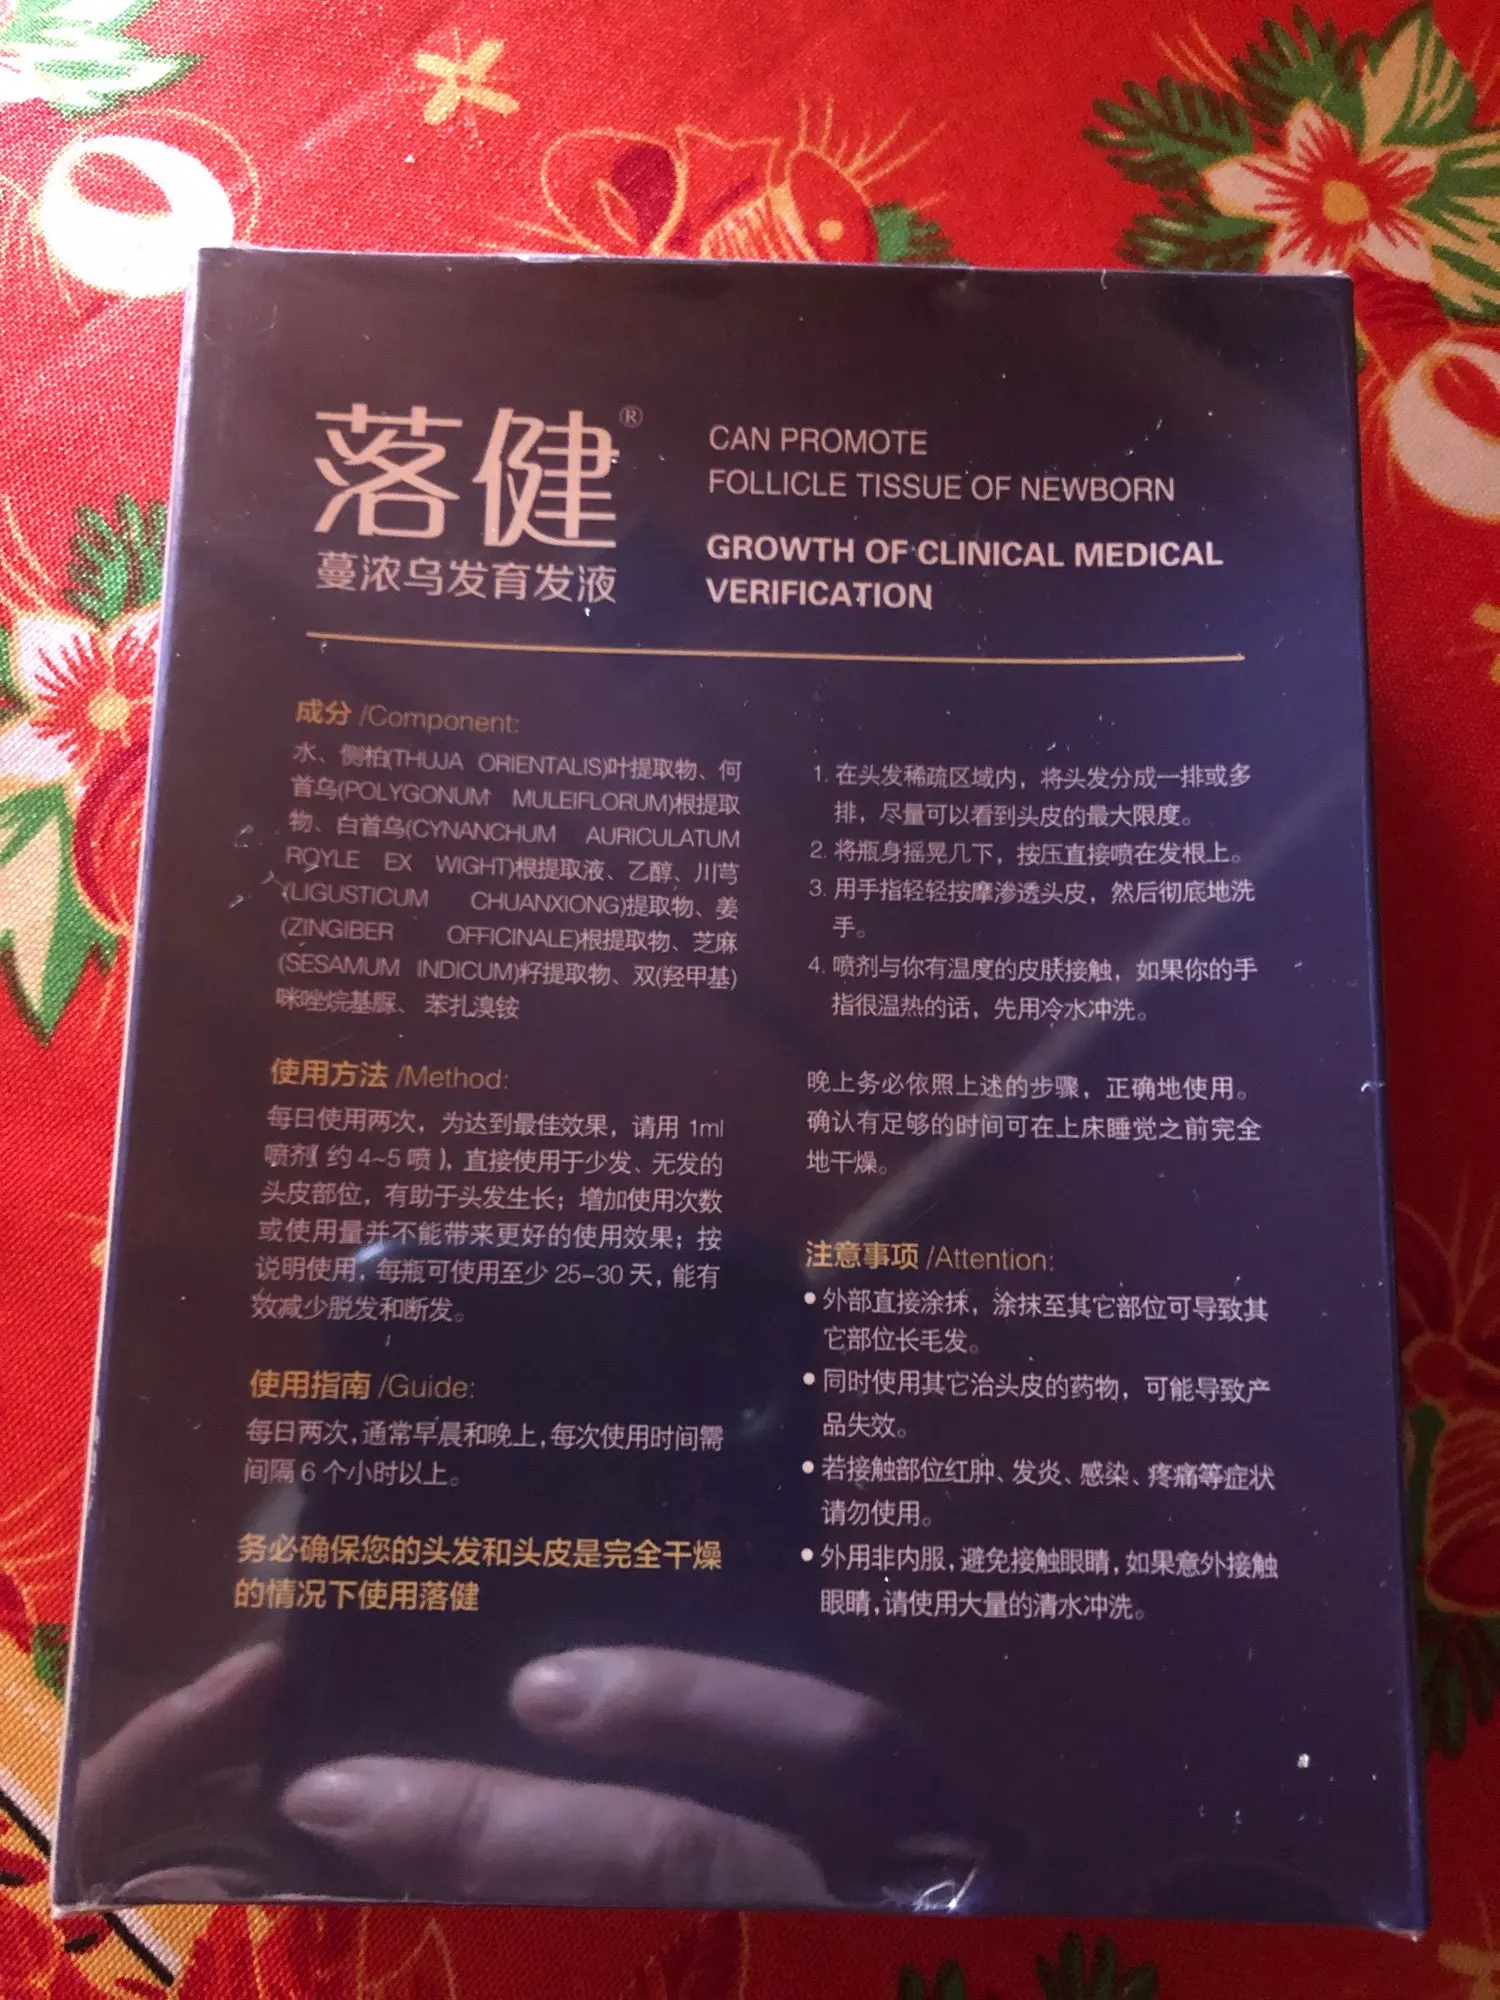 落健®
蔓浓乌发育发液
CAN PROMOTE
FOLLICLE TISSUE OF NEWBORN
GROWTH OF CLINICAL MEDICAL
VERIFICATION
成分 /Component:
水、侧柏(THUJA ORIENTALIS)叶提取物、何
首乌(POLYGONUM MULEIFLORUM)根提取
物、白首乌(CYNANCHUM AURICULATUM
ROYLE EX WIGHT)根提取液、乙醇、川芎
(LIGUSTICUM CHUANXIONG)提取物、姜
(ZINGIBER OFFICINALE)根提取物、芝麻
(SESAMUM INDICUM)籽提取物、双(羟甲基)
咪唑烷基脲、苯扎溴铵
使用方法 /Method:
每日使用两次，为达到最佳效果，请用 1ml
喷剂( 约 4~5 喷 )，直接使用于少发、无发的
头皮部位，有助于头发生长；增加使用次数
或使用量并不能带来更好的使用效果；按
说明使用，每瓶可使用至少 25-30 天，能有
效减少脱发和断发。
使用指南 /Guide:
每日两次，通常早晨和晚上，每次使用时间需
间隔 6 个小时以上。
务必确保您的头发和头皮是完全干燥
的情况下使用落健
1. 在头发稀疏区域内，将头发分成一排或多
排，尽量可以看到头皮的最大限度。
2. 将瓶身摇晃几下，按压直接喷在发根上。
3. 用手指轻轻按摩渗透头皮，然后彻底地洗
手。
4. 喷剂与你有温度的皮肤接触，如果你的手
指很温热的话，先用冷水冲洗。
晚上务必依照上述的步骤，正确地使用。
确认有足够的时间可在上床睡觉之前完全
地干燥。
注意事项 /Attention:
• 外部直接涂抹，涂抹至其它部位可导致其
它部位长毛发。
• 同时使用其它治头皮的药物，可能导致产
品失效。
• 若接触部位红肿、发炎、感染、疼痛等症状
请勿使用。
• 外用非内服，避免接触眼睛，如果意外接触
眼睛，请使用大量的清水冲洗。